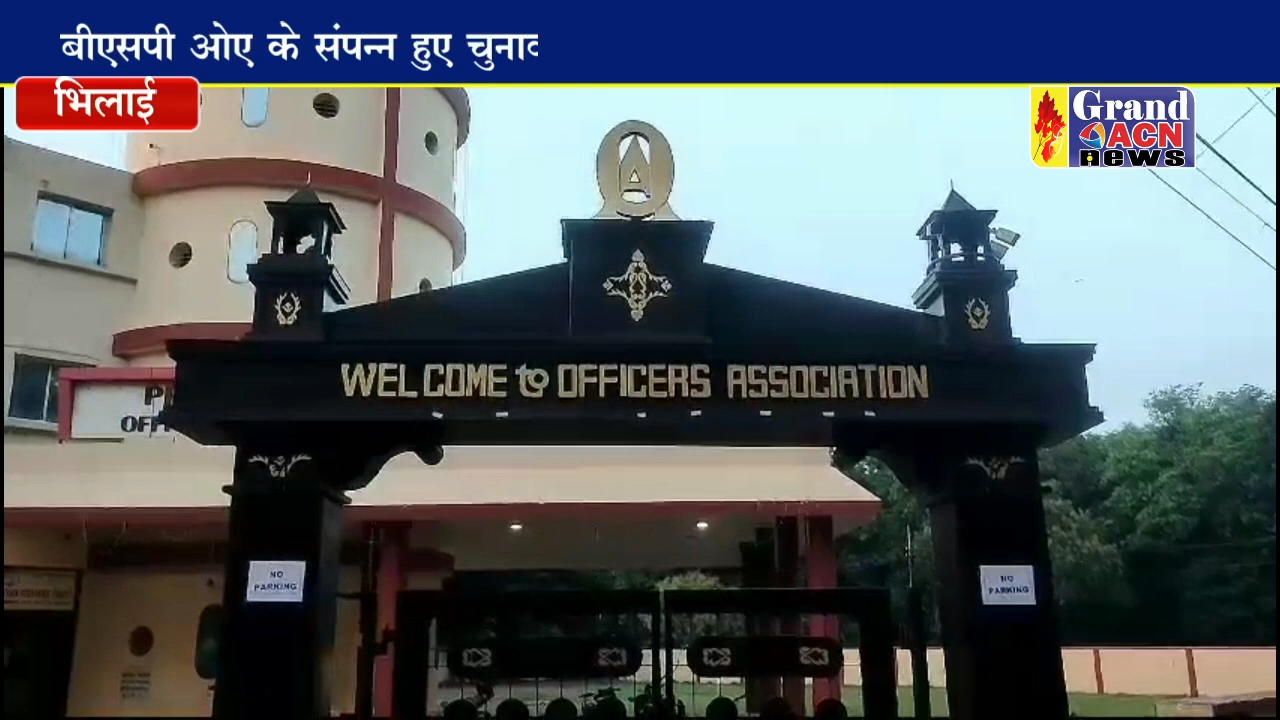 बीएसपी ओए के संपन्न हुए चुनाव
भिलाई
Grand
ACN
news
WELCOME to OFFICERS ASSOCIATION
NO
PARKING
NO
PARKING